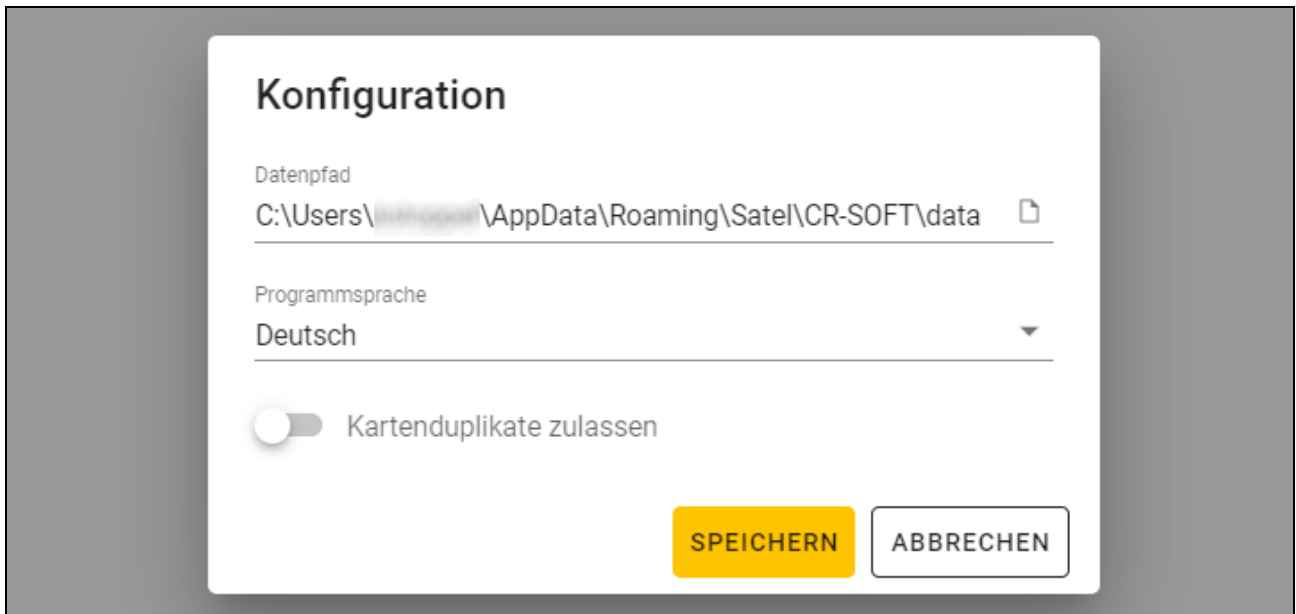 Konfiguration
Datenpfad
C:\Users\ \AppData\Roaming\Satel\CR-SOFT\data
Programmsprache
Deutsch
Kartenduplikate zulassen
SPEICHERN ABBRECHEN